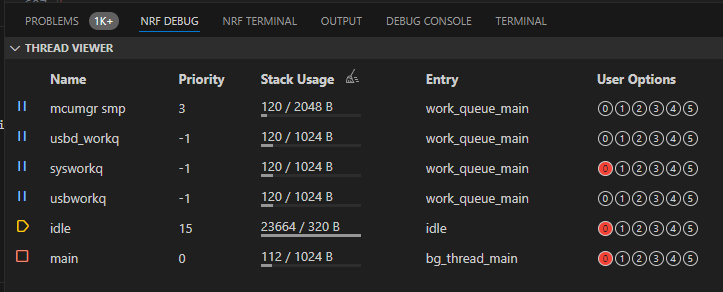 PROBLEMS 1K+ NRF DEBUG NRF TERMINAL OUTPUT DEBUG CONSOLE TERMINAL
THREAD VIEWER
Name Priority Stack Usage Entry User Options
mcumgr smp 3 120 / 2048 B work_queue_main 0 1 2 3 4 5
usbd_workq -1 120 / 1024 B work_queue_main 0 1 2 3 4 5
sysworkq -1 120 / 1024 B work_queue_main 0 1 2 3 4 5
usbworkq -1 120 / 1024 B work_queue_main 0 1 2 3 4 5
idle 15 23664 / 320 B idle 0 1 2 3 4 5
main 0 112 / 1024 B bg_thread_main 0 1 2 3 4 5